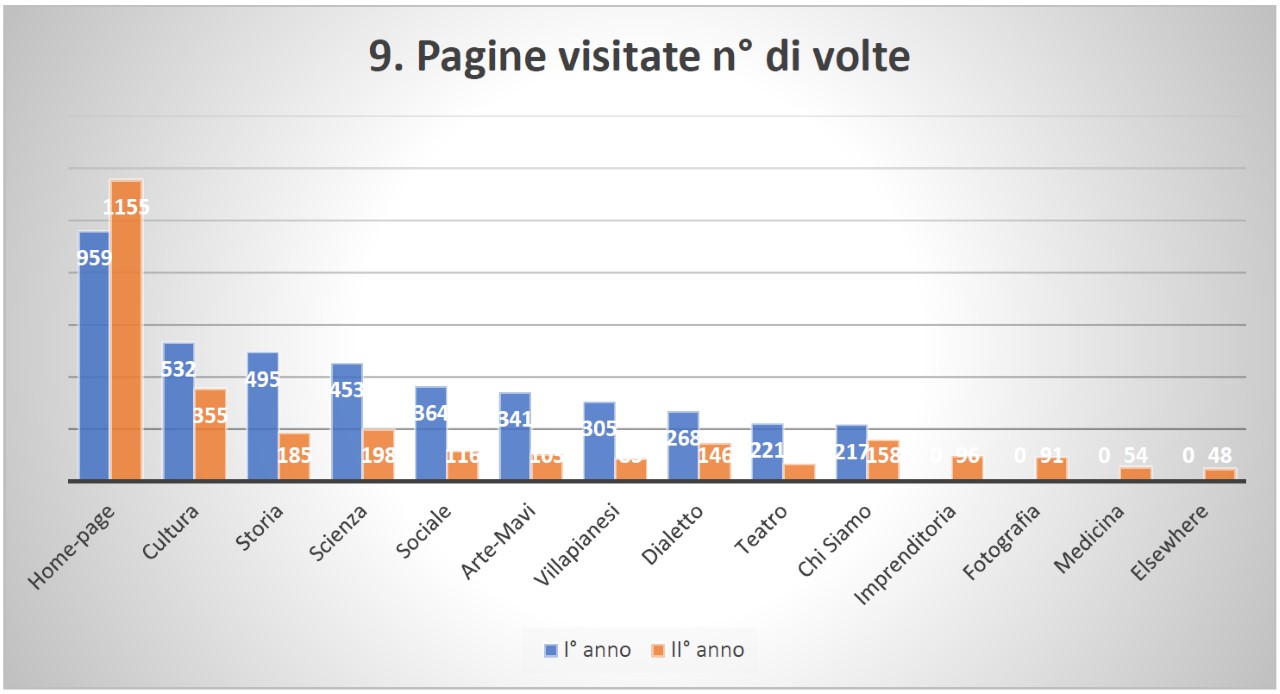 9. Pagine visitate n° di volte
1155
959
532
355
495
185
453
198
364
116
341
103
305
268
146
221
217
158
0
96
0
91
0
54
0
48
Home-page
Cultura
Storia
Scienza
Sociale
Arte-Mavi
Villapianesi
Dialetto
Teatro
Chi Siamo
Imprenditoria
Fotografia
Medicina
Elsewhere
I° anno
II° anno